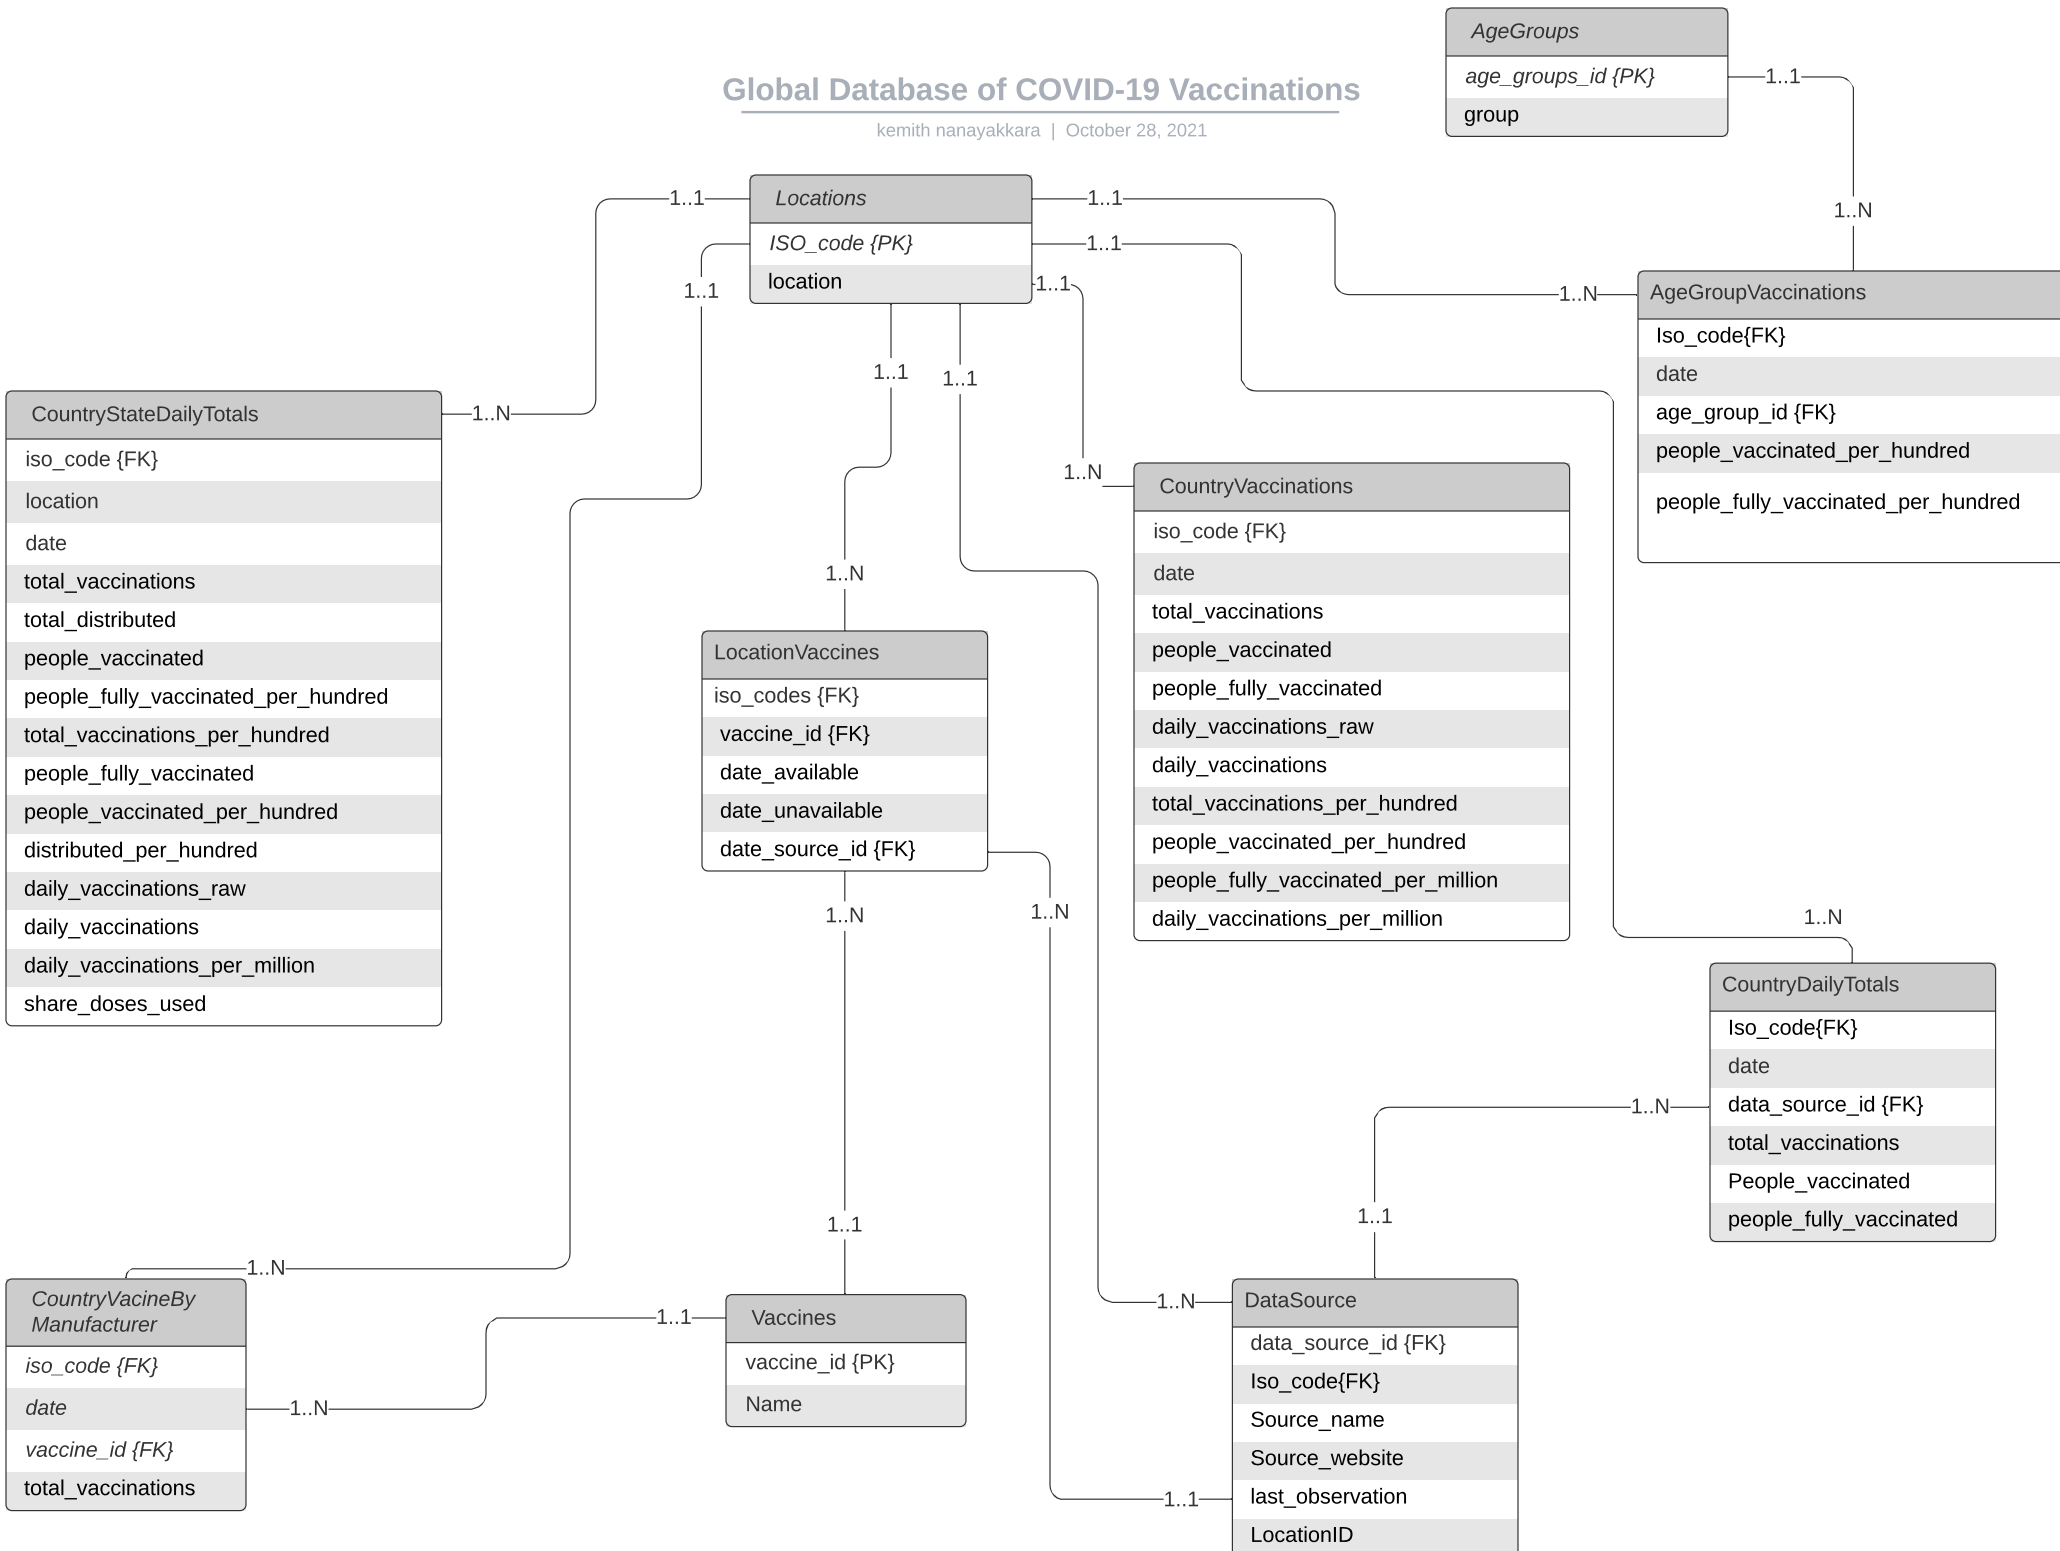 AgeGroups
age_groups_id {PK}
group
1..1
1..N
Global Database of COVID-19 Vaccinations
kemith nanayakkara | October 28, 2021
Locations
ISO_code {PK}
location
1..1
1..1
1..1
1..1
1..1
1..1
1..1
1..N
AgeGroupVaccinations
Iso_code{FK}
date
age_group_id {FK}
people_vaccinated_per_hundred
people_fully_vaccinated_per_hundred
1..N
CountryStateDailyTotals
iso_code {FK}
location
date
total_vaccinations
total_distributed
people_vaccinated
people_fully_vaccinated_per_hundred
total_vaccinations_per_hundred
people_fully_vaccinated
people_vaccinated_per_hundred
distributed_per_hundred
daily_vaccinations_raw
daily_vaccinations
daily_vaccinations_per_million
share_doses_used
1..N
1..N
CountryVaccinations
iso_code {FK}
date
total_vaccinations
people_vaccinated
people_fully_vaccinated
daily_vaccinations_raw
daily_vaccinations
total_vaccinations_per_hundred
people_vaccinated_per_hundred
people_fully_vaccinated_per_million
daily_vaccinations_per_million
1..N
LocationVaccines
iso_codes {FK}
vaccine_id {FK}
date_available
date_unavailable
date_source_id {FK}
1..N
1..N
1..N
CountryDailyTotals
Iso_code{FK}
date
data_source_id {FK}
total_vaccinations
People_vaccinated
people_fully_vaccinated
1..N
1..1
1..1
1..N
CountryVacineBy
Manufacturer
iso_code {FK}
date
vaccine_id {FK}
total_vaccinations
1..N
1..1
Vaccines
vaccine_id {PK}
Name
1..N
DataSource
data_source_id {FK}
Iso_code{FK}
Source_name
Source_website
last_observation
LocationID
1..1